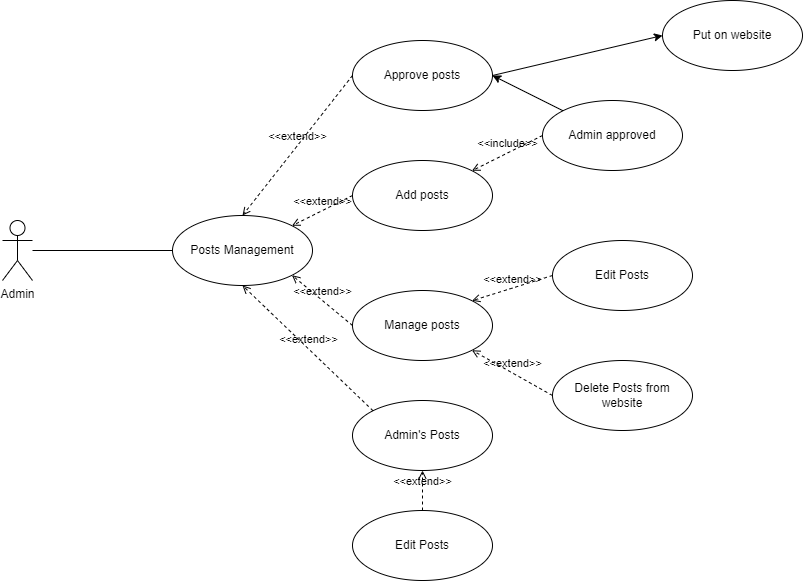 Put on website
Approve posts
<<extend>>
Admin approved
<<include>>
Add posts
<<extend>>
Posts Management
Admin
Edit Posts
<<extend>>
<<extend>>
Manage posts
<<extend>>
<<extend>>
Delete Posts from
website
Admin's Posts
<<extend>>
Edit Posts